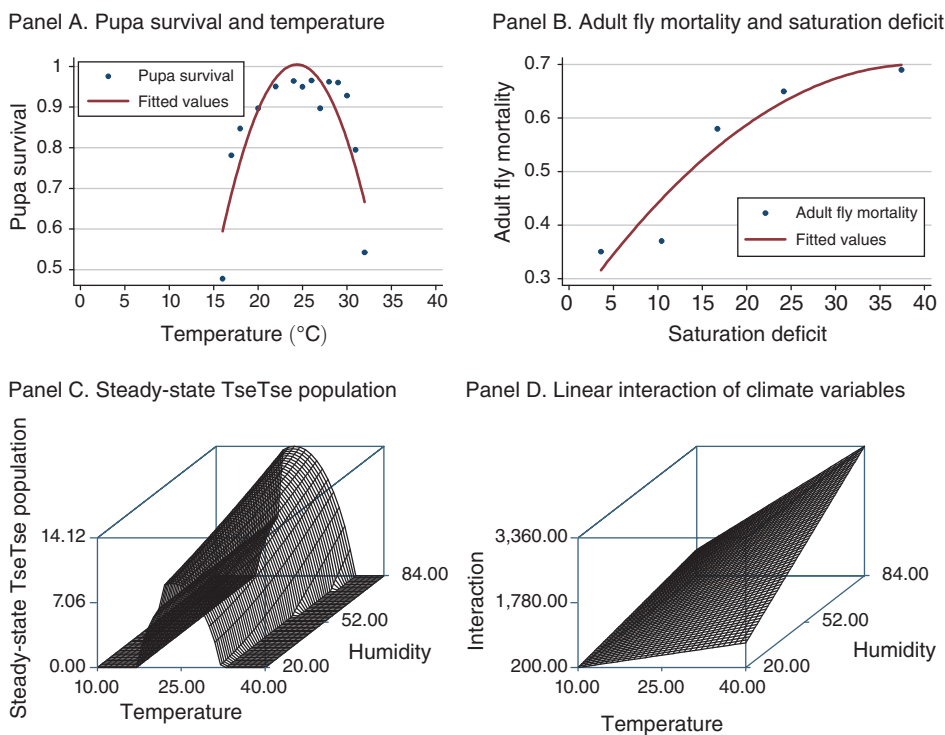 Panel A. Pupa survival and temperature
1
0.9
0.8
0.7
0.6
0.5
Pupa survival
Pupa survival
Fitted values
0 5 10 15 20 25 30 35 40
Temperature (°C)
Panel B. Adult fly mortality and saturation deficit
0.7
0.6
0.5
0.4
0.3
Adult fly mortality
Adult fly mortality
Fitted values
0 5 10 15 20 25 30 35 40
Saturation deficit
Panel C. Steady-state TseTse population
Steady-state TseTse population
14.12
7.06
0.00
10.00 25.00 40.00
Temperature
20.00
52.00
84.00
Humidity
Panel D. Linear interaction of climate variables
Interaction
3,360.00
1,780.00
200.00
10.00 25.00 40.00
Temperature
20.00
52.00
84.00
Humidity